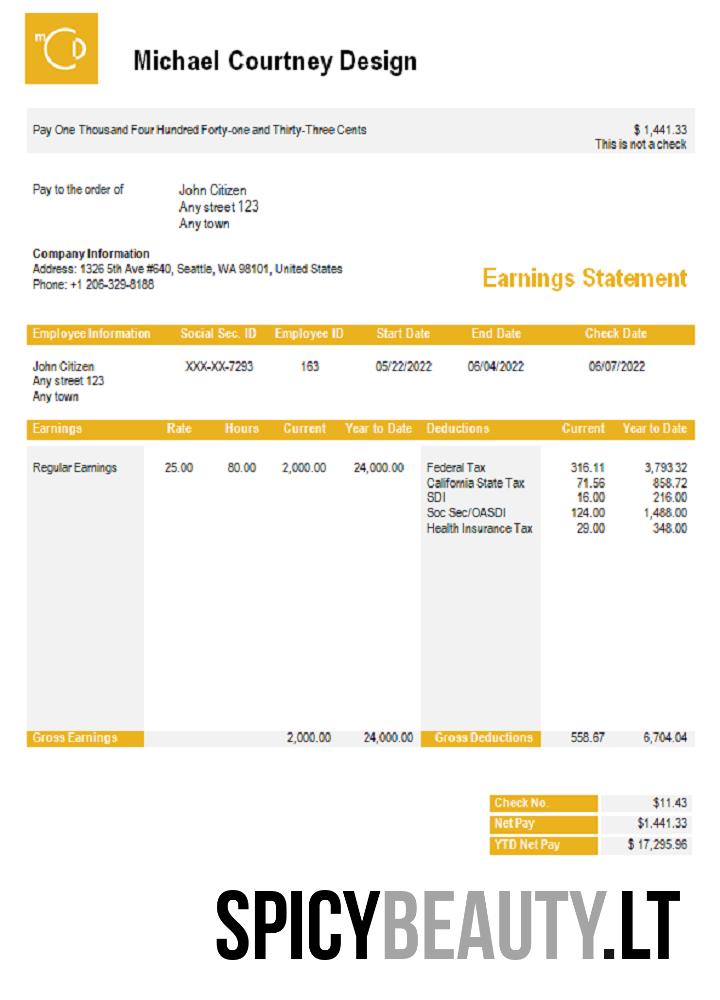 mCD
Michael Courtney Design
Pay One Thousand Four Hundred Forty-one and Thirty-Three Cents $ 1,441.33
This is not a check
Pay to the order of John Citizen
Any street 123
Any town
Company Information
Address: 1326 5th Ave #640, Seattle, WA 98101, United States
Phone: +1 206-329-8188
Earnings Statement
Employee Information Social Sec. ID Employee ID Start Date End Date Check Date
John Citizen XXX-XX-7293 163 05/22/2022 06/04/2022 06/07/2022
Any street 123
Any town
Earnings Rate Hours Current Year to Date Deductions Current Year to Date
Regular Earnings 25.00 80.00 2,000.00 24,000.00 Federal Tax 316.11 3,793 32
California State Tax 71.56 858.72
SDI 16.00 216.00
Soc Sec/OASDI 124.00 1,488.00
Health Insurance Tax 29.00 348.00
Gross Earnings 2,000.00 24,000.00 Gross Deductions 558.67 6,704.04
Check No. $11.43
Net Pay $1.441.33
YTD Net Pay $ 17,295.96
SPICYBEAUTY.LT